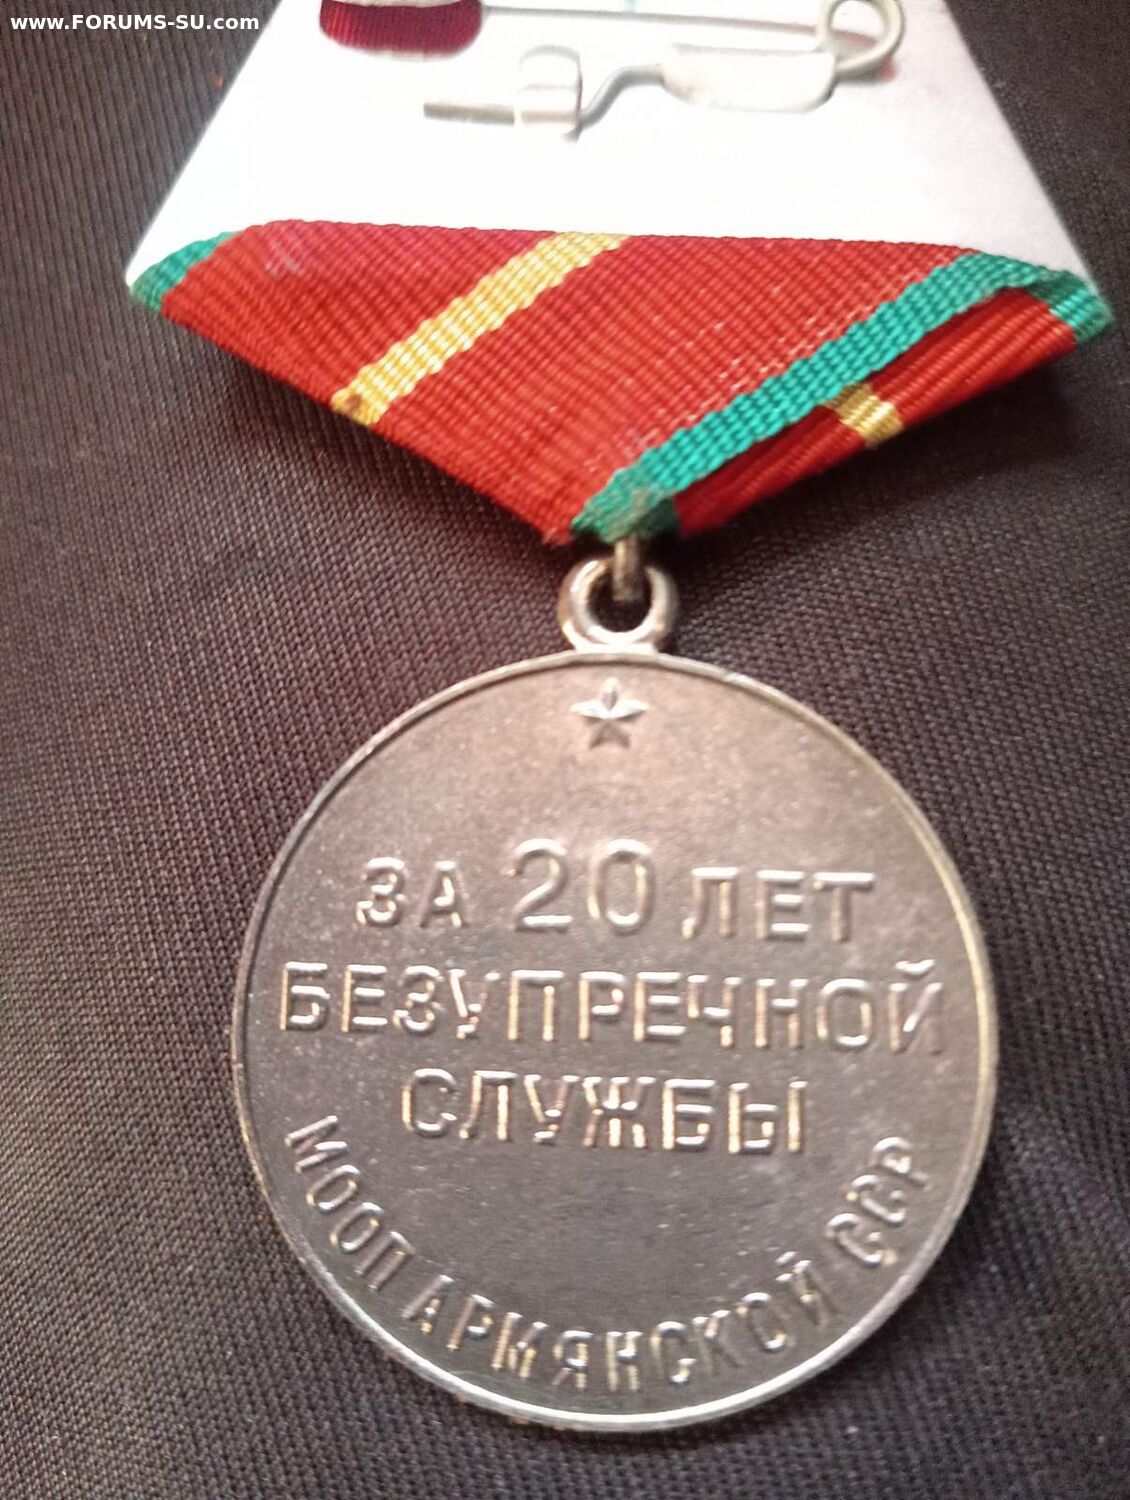 www.FORUMS-SU.com
ЗА 20 ЛЕТ
БЕЗУПРЕЧНОЙ
СЛУЖБЫ
МООП АРМЯНСКОЙ ССР